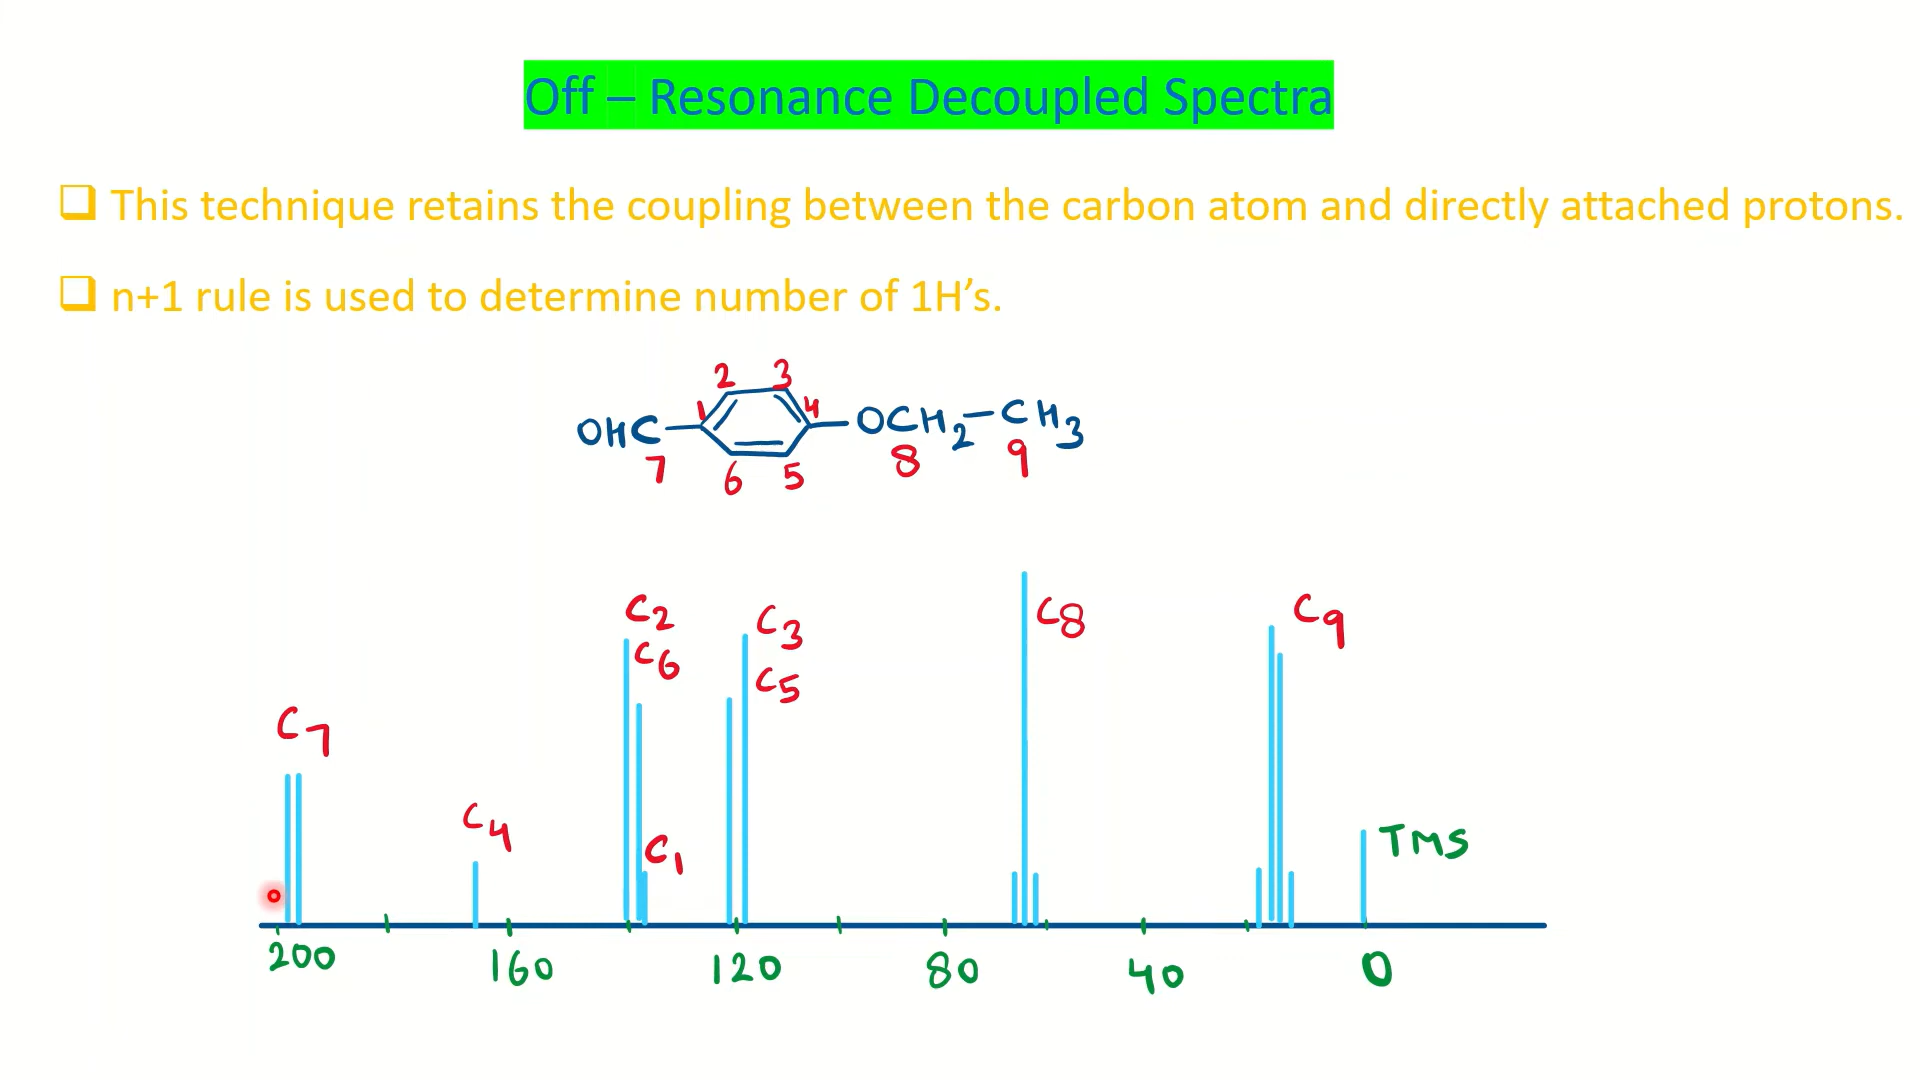 Off – Resonance Decoupled Spectra
❑ This technique retains the coupling between the carbon atom and directly attached protons.
❑ n+1 rule is used to determine number of 1H’s.
2 3
1 4
OHC OCH2–CH3
7 6 5 8 9
C2
C6
C3
C5
C8
C9
C7
C4
C1
TMS
200 160 120 80 40 0